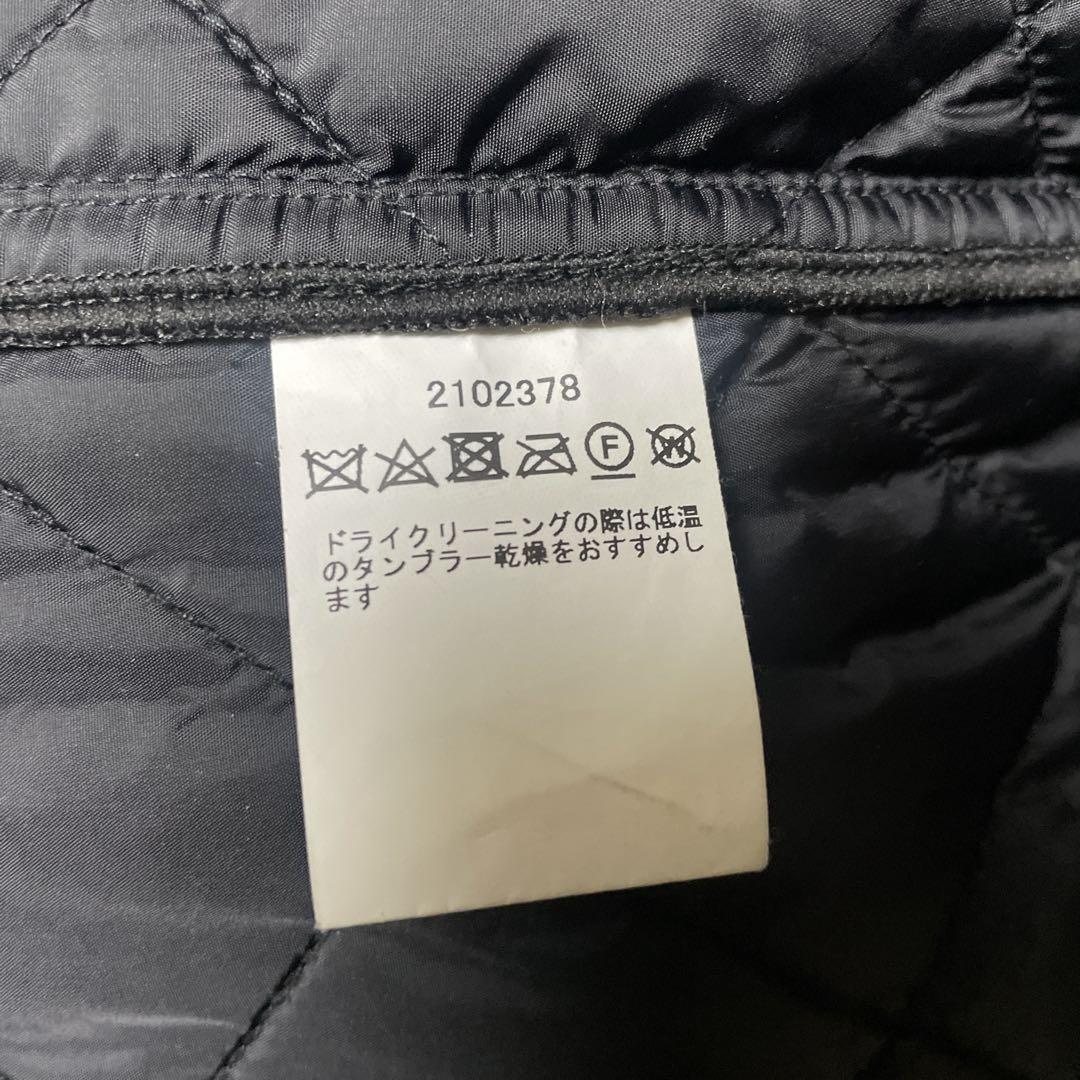 2102378
F W
ドライクリーニングの際は低温
のタンブラー乾燥をおすすめし
ます